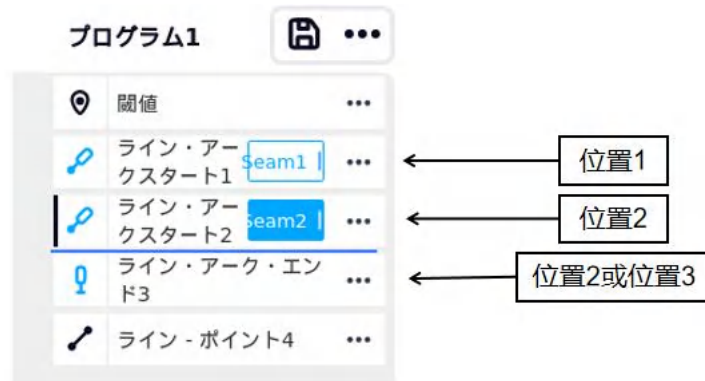 プログラム1
閾値
ライン・アー
クスタート1
Seam1
位置1
ライン・アー
クスタート2
Seam2
位置2
ライン・アーク・エン
ド3
位置2或位置3
ライン - ポイント4